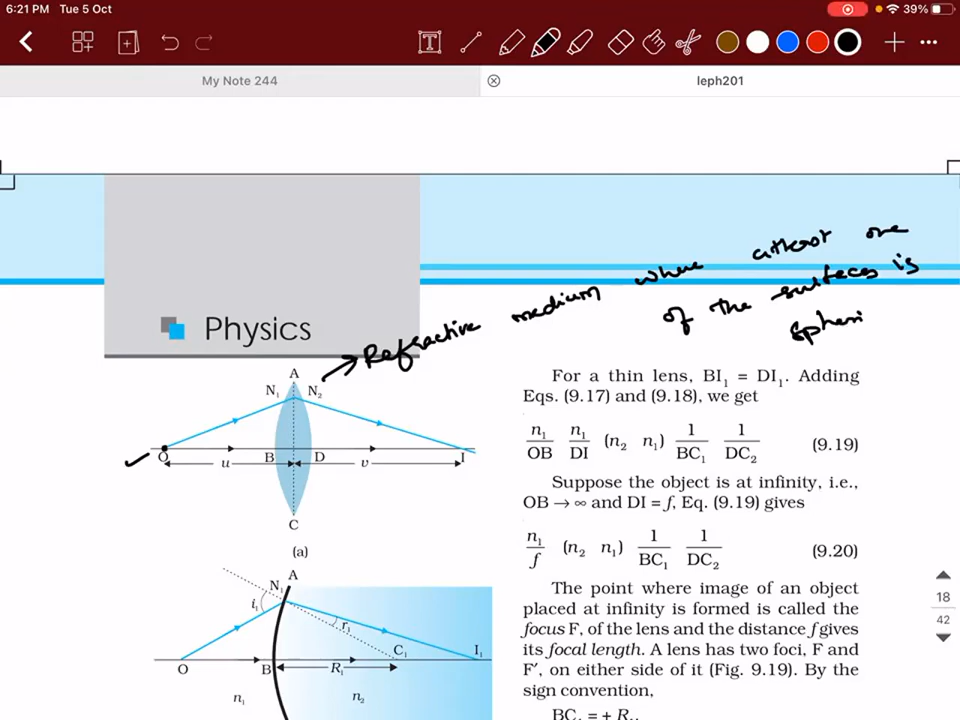 6:21 PM Tue 5 Oct
39%
T
My Note 244
leph201
Refractive medium where atleast one
of the surfaces is
spheri
Physics
A
N1 N2
O
B D I
u v
C
(a)
A
N1
i1
r1
C1 I1
O B R1
n1 n2
For a thin lens, BI1 = DI1. Adding
Eqs. (9.17) and (9.18), we get
n1/OB n1/DI (n2 n1) 1/BC1 1/DC2 (9.19)
Suppose the object is at infinity, i.e.,
OB → ∞ and DI = f, Eq. (9.19) gives
n1/f (n2 n1) 1/BC1 1/DC2 (9.20)
The point where image of an object
placed at infinity is formed is called the
focus F, of the lens and the distance f gives
its focal length. A lens has two foci, F and
F′, on either side of it (Fig. 9.19). By the
sign convention,
BC = + R
18
42